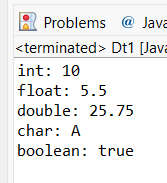 Problems @ Java
<terminated> Dt1 [Java
int: 10
float: 5.5
double: 25.75
char: A
boolean: true